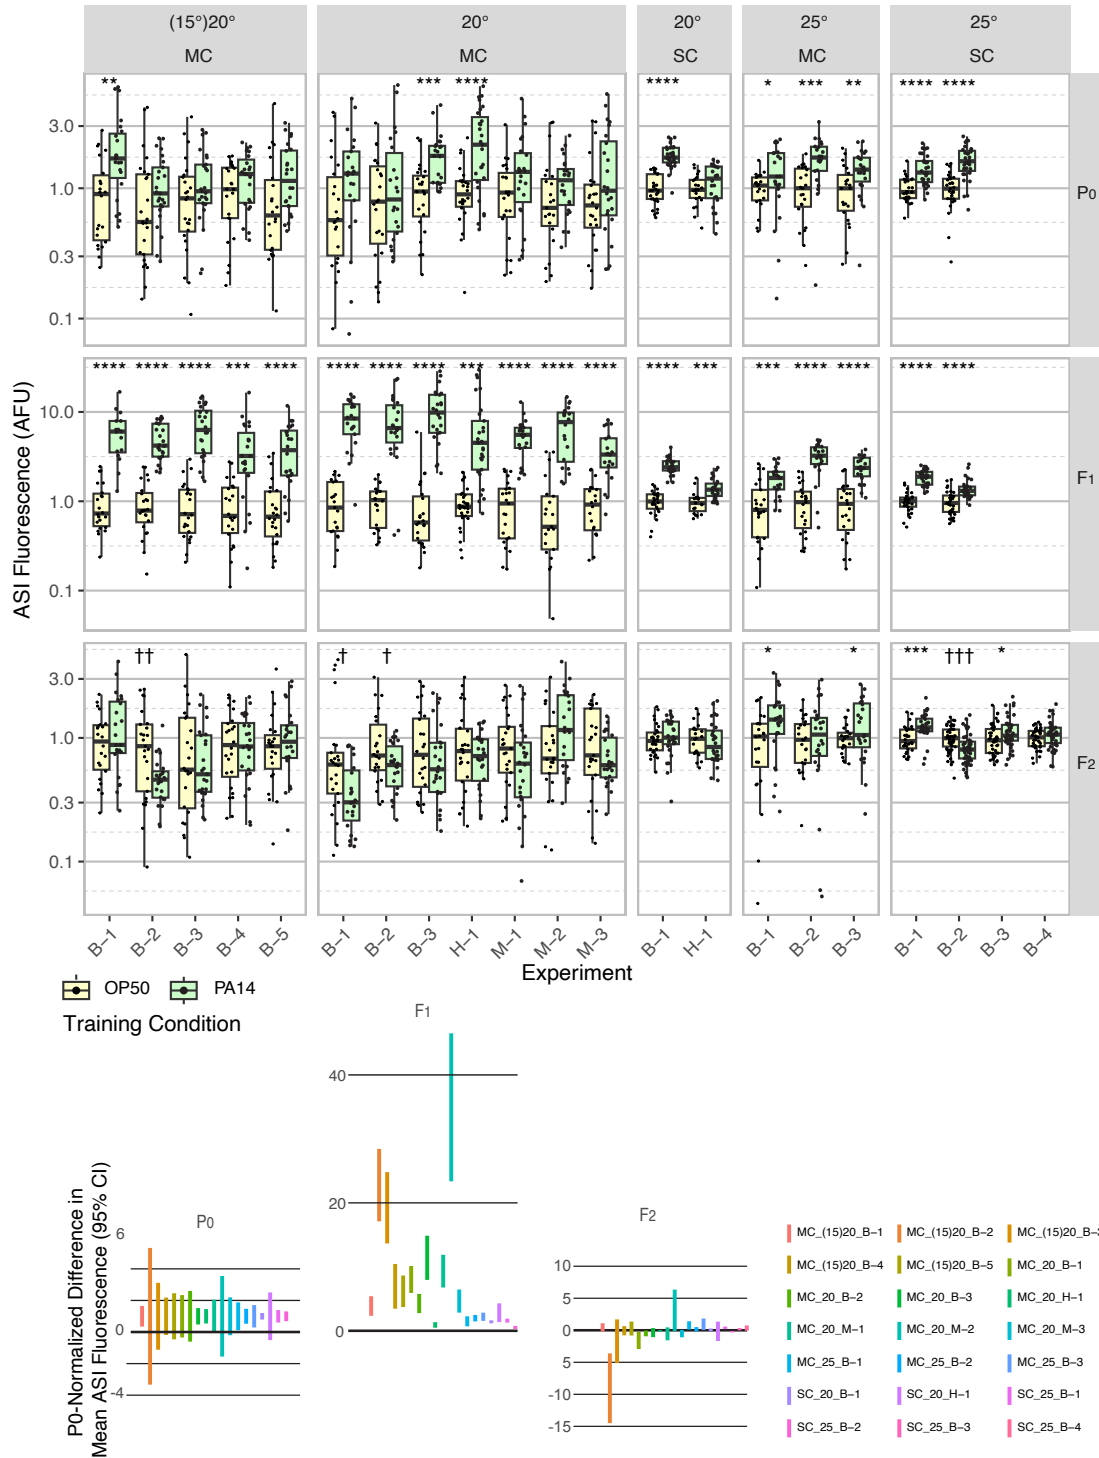 (15°)20° 20° 20° 25° 25°
MC MC SC MC SC
** *** **** **** * *** ** **** ****
3.0
1.0
0.3
0.1
P0
**** **** **** *** **** **** **** **** *** **** **** **** **** *** *** **** **** **** ****
10.0
1.0
0.1
F1
†† † † * * *** ††† *
3.0
1.0
0.3
0.1
F2
ASI Fluorescence (AFU)
B-1 B-2 B-3 B-4 B-5 B-1 B-2 B-3 H-1 M-1 M-2 M-3 B-1 H-1 B-1 B-2 B-3 B-1 B-2 B-3 B-4
Experiment
OP50 PA14
Training Condition
P0-Normalized Difference in
Mean ASI Fluorescence (95% CI)
P0
6
0
-4
F1
40
20
0
F2
10
5
0
-5
-10
-15
MC_(15)20_B-1 MC_(15)20_B-2 MC_(15)20_B-3
MC_(15)20_B-4 MC_(15)20_B-5 MC_20_B-1
MC_20_B-2 MC_20_B-3 MC_20_H-1
MC_20_M-1 MC_20_M-2 MC_20_M-3
MC_25_B-1 MC_25_B-2 MC_25_B-3
SC_20_B-1 SC_20_H-1 SC_25_B-1
SC_25_B-2 SC_25_B-3 SC_25_B-4